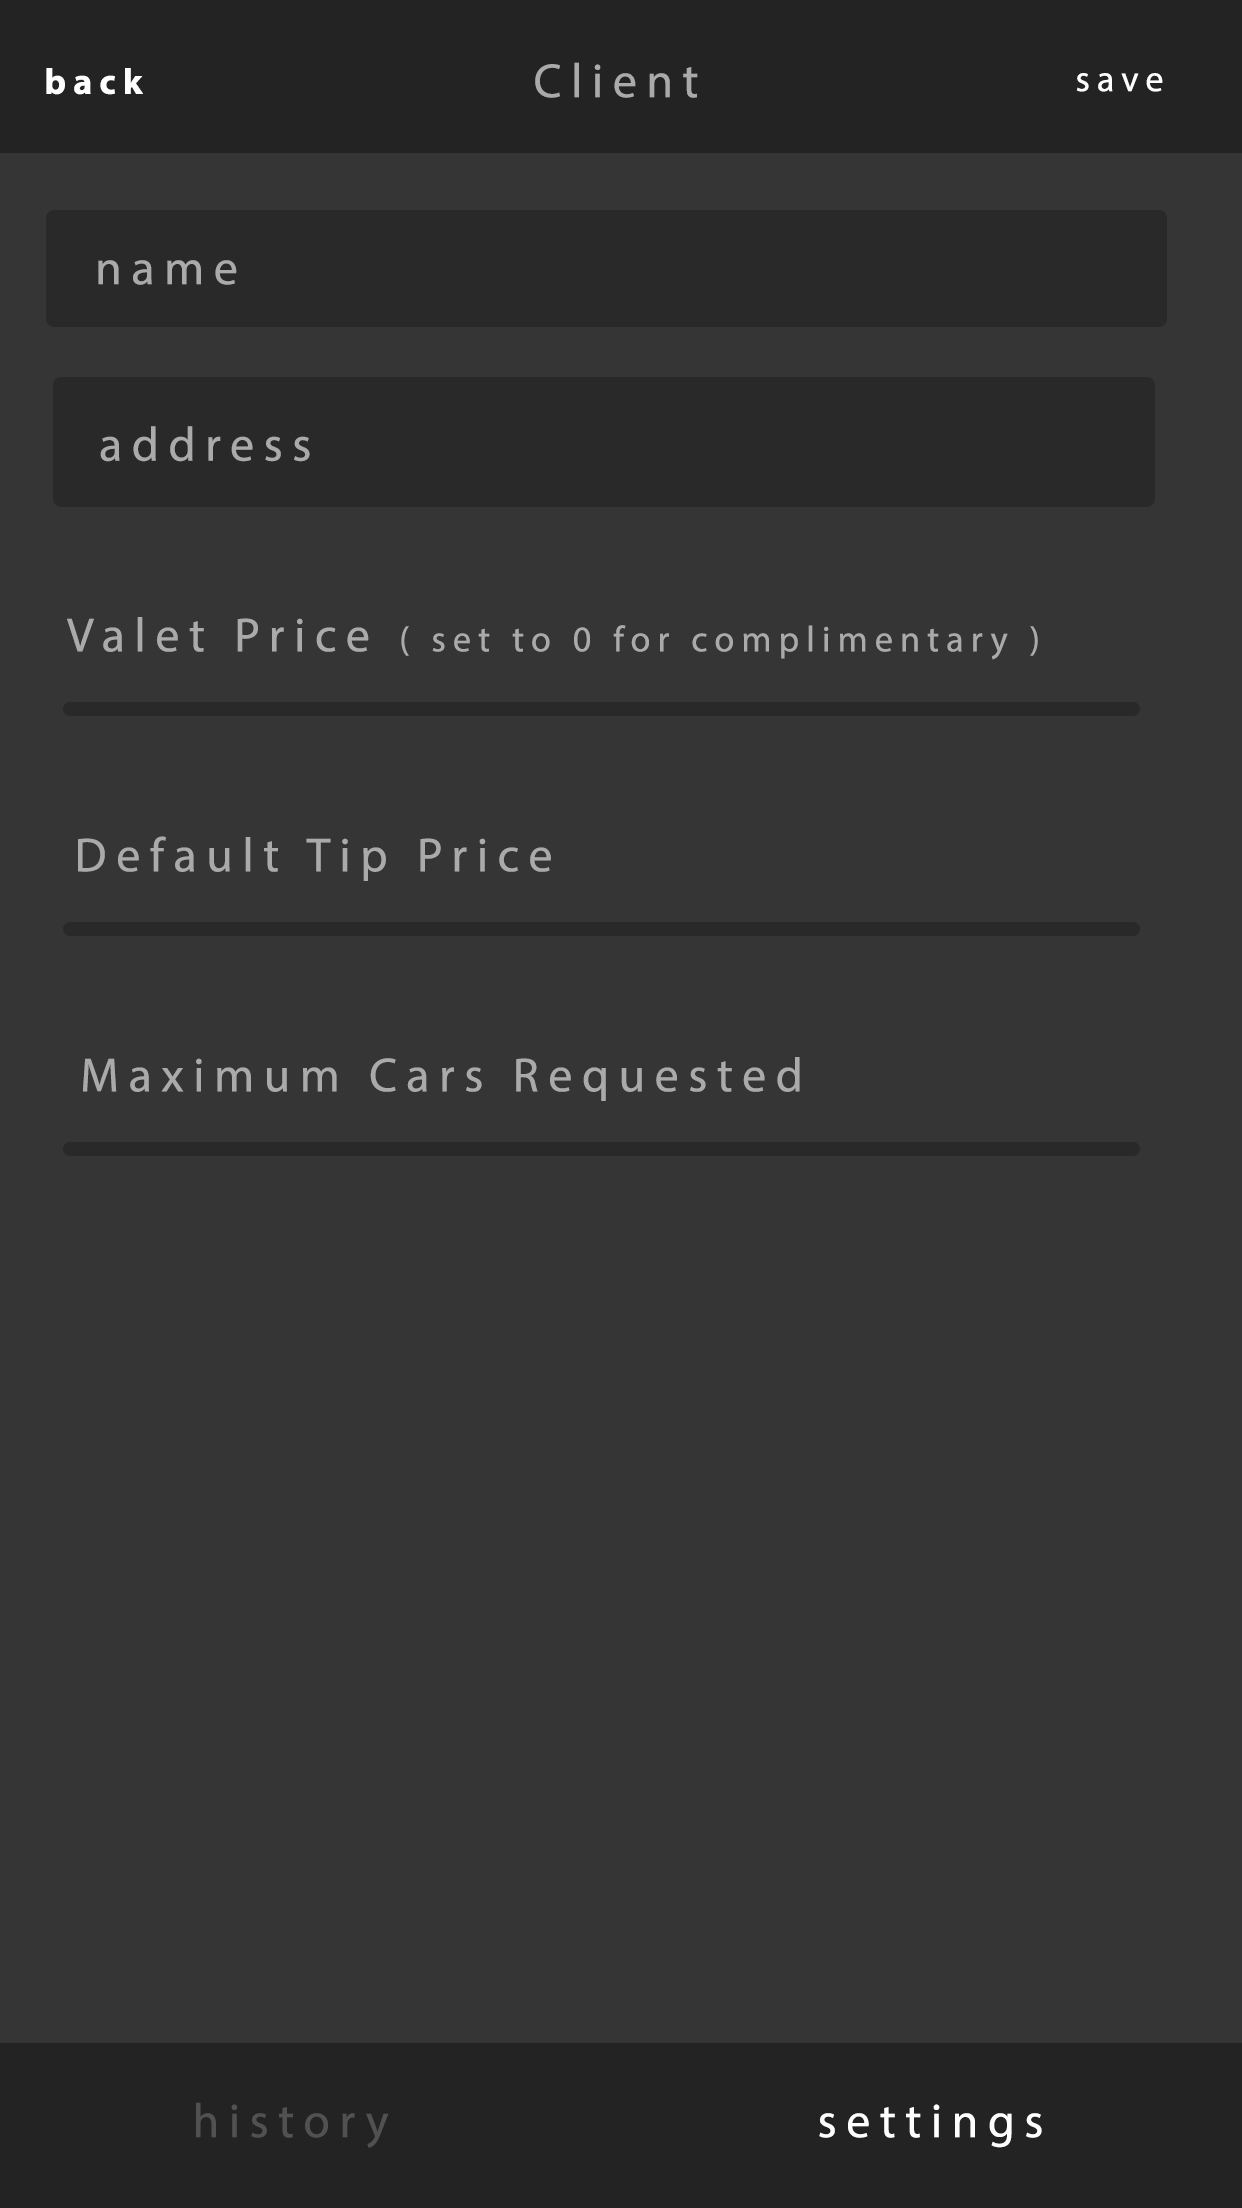 back Client save
name
address
Valet Price ( set to 0 for complimentary )
Default Tip Price
Maximum Cars Requested
history settings